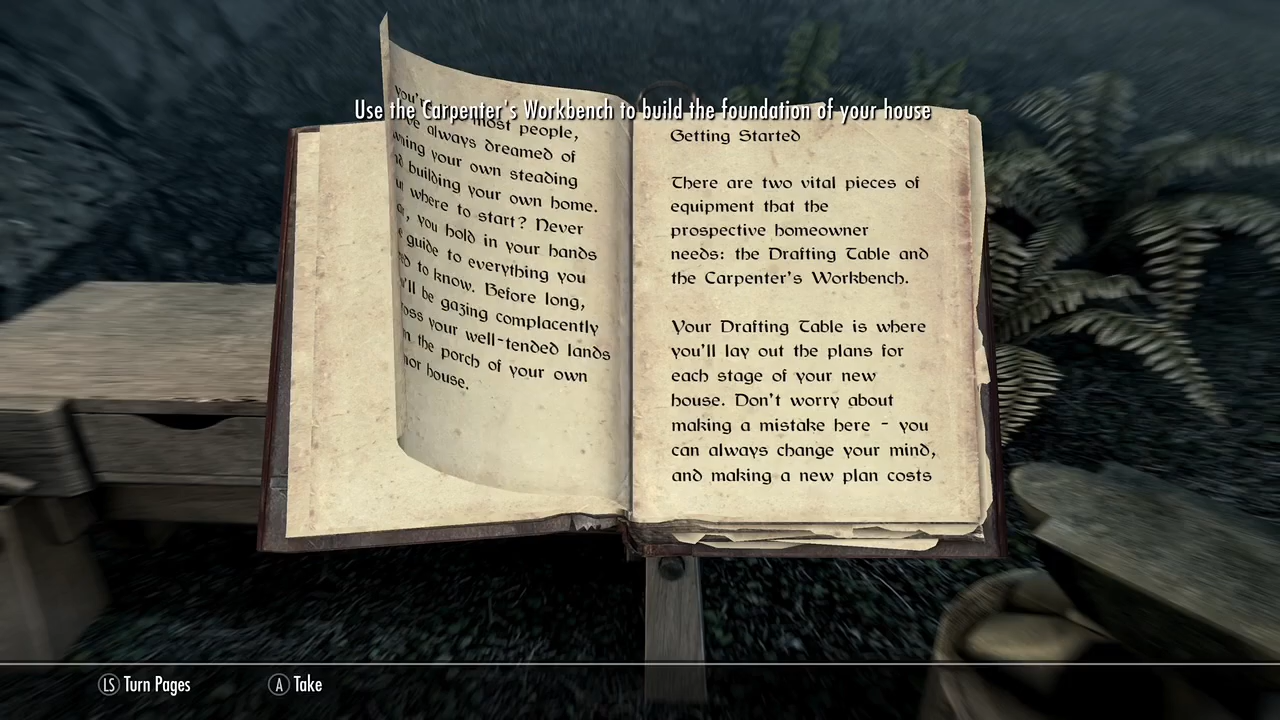 Use the Carpenter's Workbench to build the foundation of your house
most people,
always dreamed of
your own steading
building your own home.
where to start? Never
you hold in your hands
guide to everything you
to know. Before long,
be gazing complacently
your well-tended lands
the porch of your own
house.
Getting Started
There are two vital pieces of
equipment that the
prospective homeowner
needs: the Drafting Table and
the Carpenter's Workbench.
Your Drafting Table is where
you'll lay out the plans for
each stage of your new
house. Don't worry about
making a mistake here - you
can always change your mind,
and making a new plan costs
LS Turn Pages
A Take